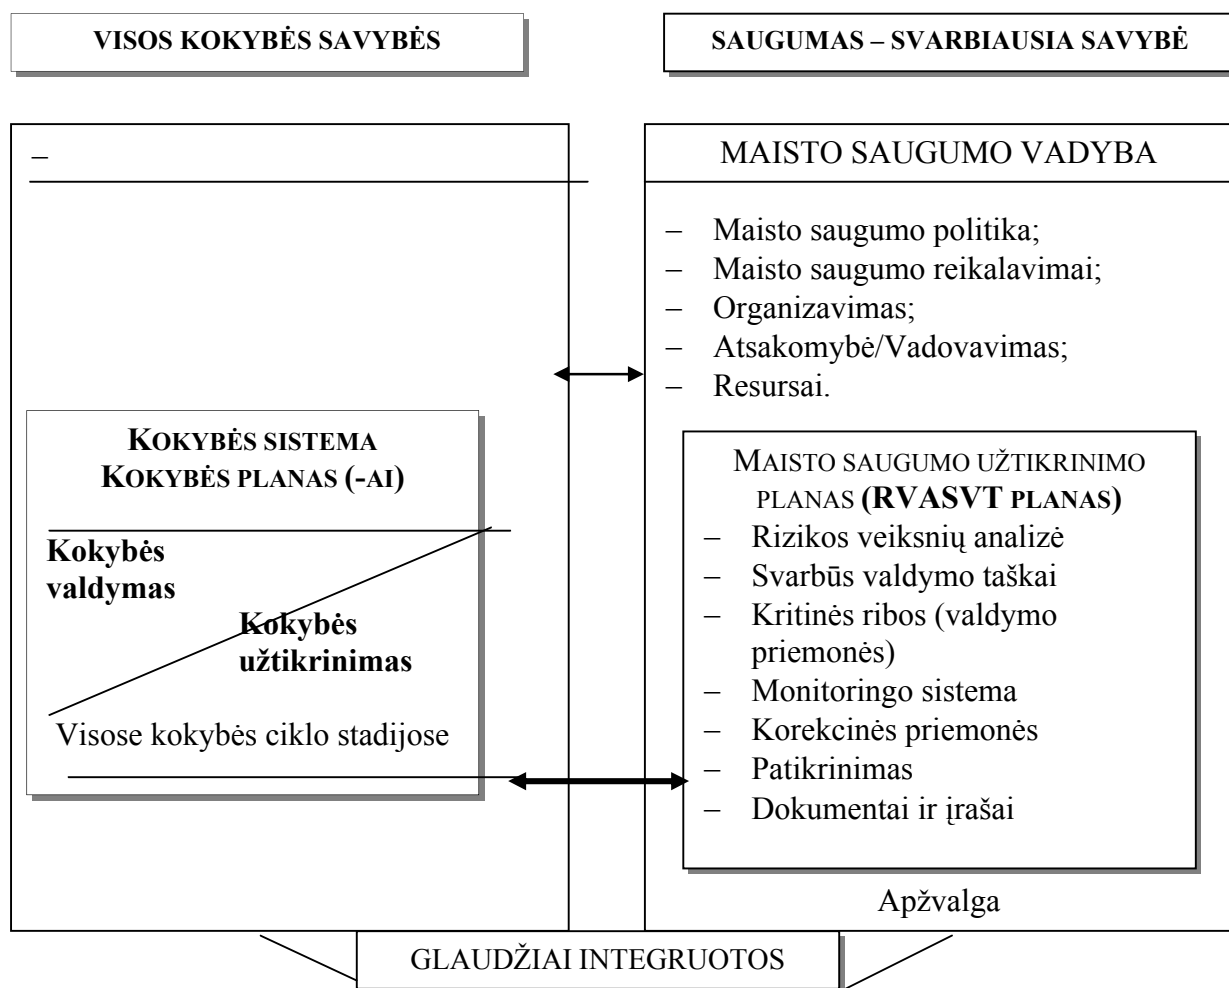 VISOS KOKYBĖS SAVYBĖS
SAUGUMAS – SVARBIAUSIA SAVYBĖ
–
KOKYBĖS SISTEMA
KOKYBĖS PLANAS (-AI)
Kokybės
valdymas
Kokybės
užtikrinimas
Visose kokybės ciklo stadijose
MAISTO SAUGUMO VADYBA
– Maisto saugumo politika;
– Maisto saugumo reikalavimai;
– Organizavimas;
– Atsakomybė/Vadovavimas;
– Resursai.
MAISTO SAUGUMO UŽTIKRINIMO
PLANAS (RVASVT PLANAS)
– Rizikos veiksnių analizė
– Svarbūs valdymo taškai
– Kritinės ribos (valdymo
priemonės)
– Monitoringo sistema
– Korekcinės priemonės
– Patikrinimas
– Dokumentai ir įrašai
Apžvalga
GLAUDŽIAI INTEGRUOTOS